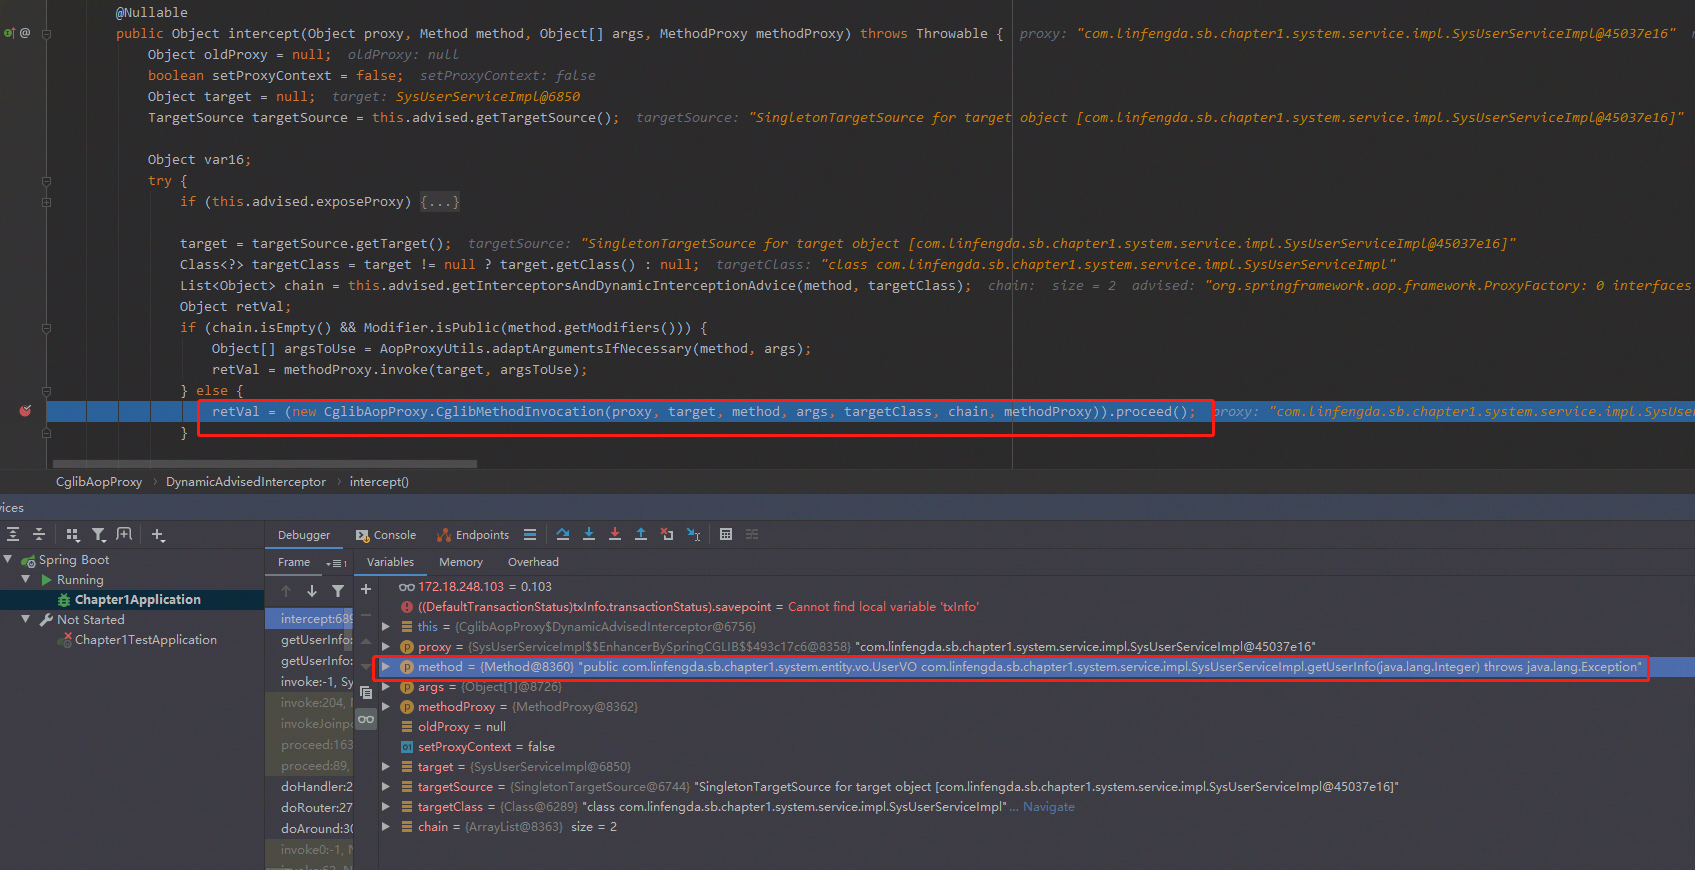 @Nullable
public Object intercept(Object proxy, Method method, Object[] args, MethodProxy methodProxy) throws Throwable { proxy: "com.linfengda.sb.chapter1.system.service.impl.SysUserServiceImpl@45037e16"
Object oldProxy = null; oldProxy: null
boolean setProxyContext = false; setProxyContext: false
Object target = null; target: SysUserServiceImpl@6850
TargetSource targetSource = this.advised.getTargetSource(); targetSource: "SingletonTargetSource for target object [com.linfengda.sb.chapter1.system.service.impl.SysUserServiceImpl@45037e16]"
Object var16;
try {
if (this.advised.exposeProxy) {...}
target = targetSource.getTarget(); targetSource: "SingletonTargetSource for target object [com.linfengda.sb.chapter1.system.service.impl.SysUserServiceImpl@45037e16]"
Class<?> targetClass = target != null ? target.getClass() : null; targetClass: "class com.linfengda.sb.chapter1.system.service.impl.SysUserServiceImpl"
List<Object> chain = this.advised.getInterceptorsAndDynamicInterceptionAdvice(method, targetClass); chain: size = 2 advised: "org.springframework.aop.framework.ProxyFactory: 0 interfaces
Object retVal;
if (chain.isEmpty() && Modifier.isPublic(method.getModifiers())) {
Object[] argsToUse = AopProxyUtils.adaptArgumentsIfNecessary(method, args);
retVal = methodProxy.invoke(target, argsToUse);
} else {
retVal = (new CglibAopProxy.CglibMethodInvocation(proxy, target, method, args, targetClass, chain, methodProxy)).proceed(); proxy: "com.linfengda.sb.chapter1.system.service.impl.SysUser
}
CglibAopProxy › DynamicAdvisedInterceptor › intercept()
vices
Debugger Console Endpoints
Spring Boot
Running
Chapter1Application
Not Started
Chapter1TestApplication
Frame
Variables Memory Overhead
intercept:689
getUserInfo:
getUserInfo:
invoke:-1, Sy
invoke:204,
invokeJoinpo
proceed:163
proceed:89,
doHandler:2
doRouter:27
doAround:30
invoke0:-1, N
172.18.248.103 = 0.103
((DefaultTransactionStatus)txInfo.transactionStatus).savepoint = Cannot find local variable 'txInfo'
this = {CglibAopProxy$DynamicAdvisedInterceptor@6756}
proxy = {SysUserServiceImpl$$EnhancerBySpringCGLIB$$493c17c6@8358} "com.linfengda.sb.chapter1.system.service.impl.SysUserServiceImpl@45037e16"
method = {Method@8360} "public com.linfengda.sb.chapter1.system.entity.vo.UserVO com.linfengda.sb.chapter1.system.service.impl.SysUserServiceImpl.getUserInfo(java.lang.Integer) throws java.lang.Exception"
args = {Object[1]@8726}
methodProxy = {MethodProxy@8362}
oldProxy = null
setProxyContext = false
target = {SysUserServiceImpl@6850}
targetSource = {SingletonTargetSource@6744} "SingletonTargetSource for target object [com.linfengda.sb.chapter1.system.service.impl.SysUserServiceImpl@45037e16]"
targetClass = {Class@6289} "class com.linfengda.sb.chapter1.system.service.impl.SysUserServiceImpl"... Navigate
chain = {ArrayList@8363} size = 2